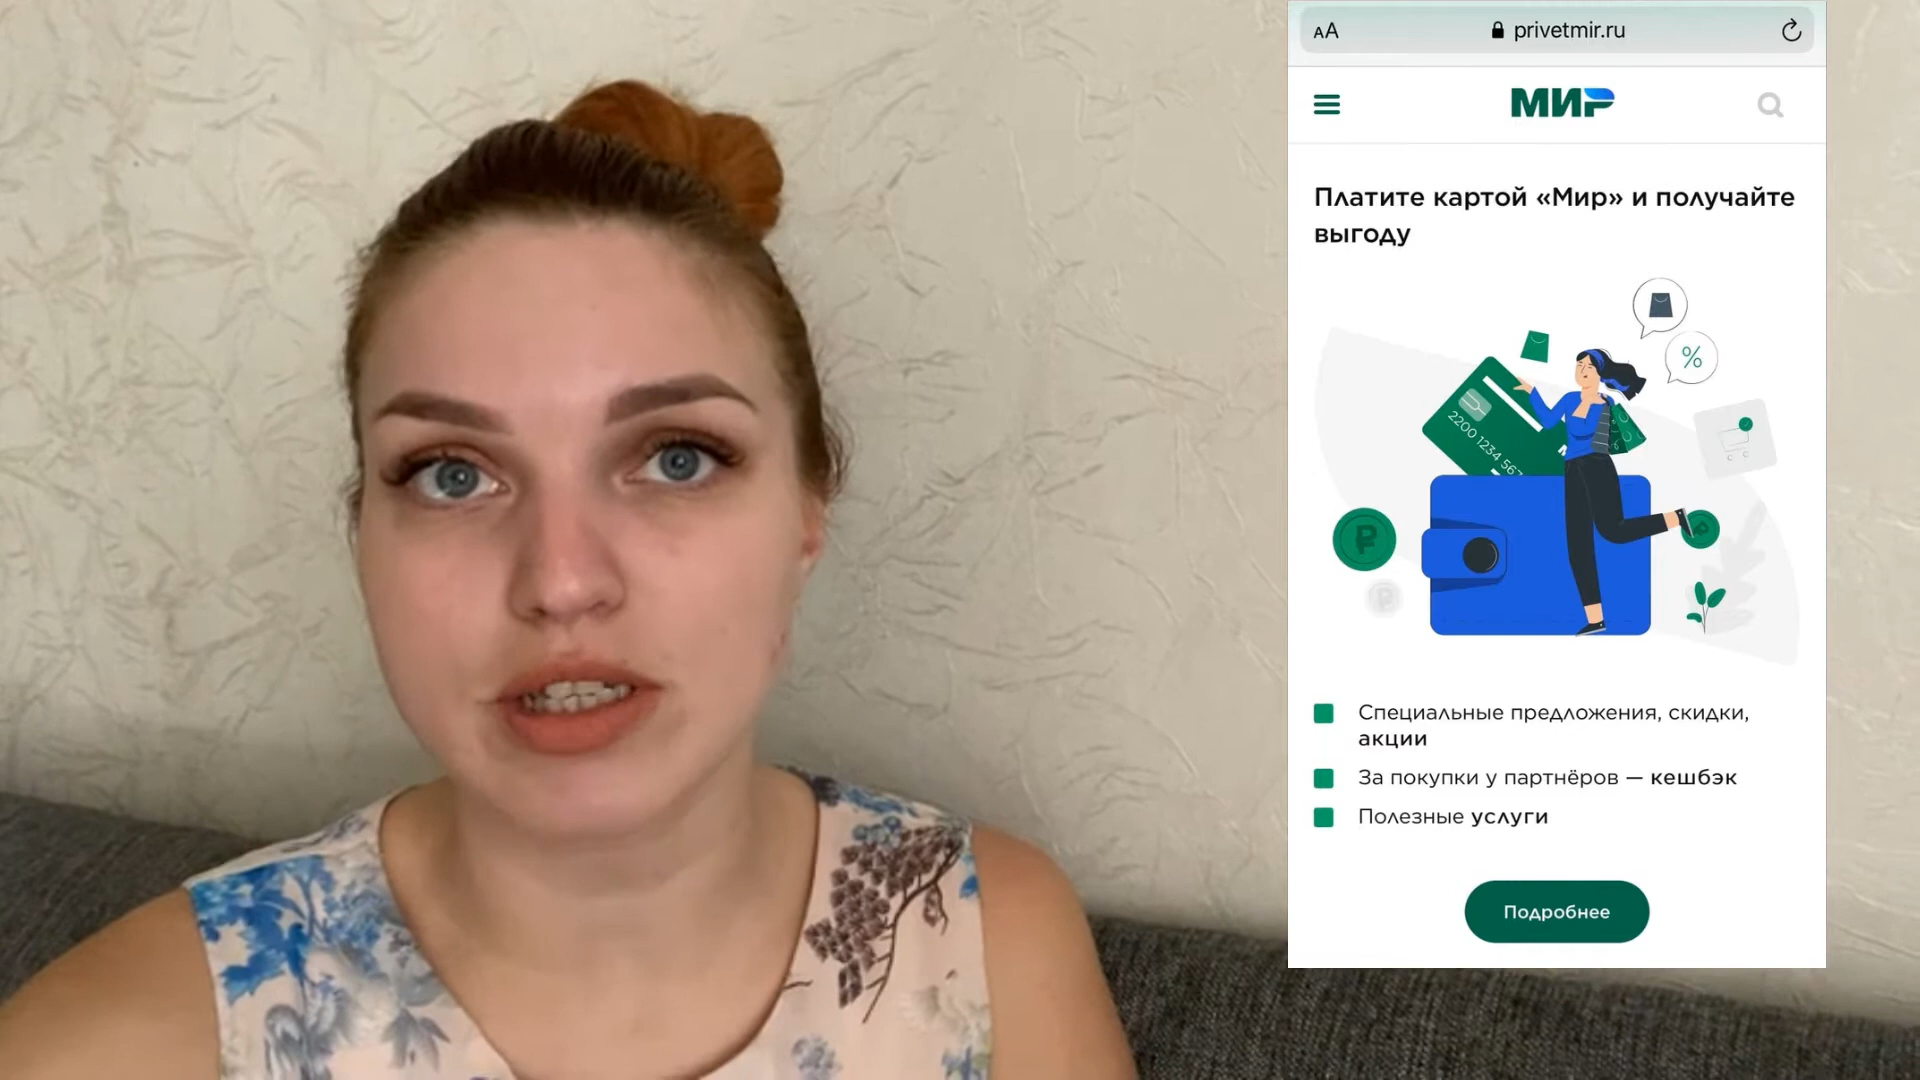 AA privetmir.ru
МИР
Платите картой «Мир» и получайте
выгоду
%
2200 1234 567
Специальные предложения, скидки,
акции
За покупки у партнёров — кешбэк
Полезные услуги
Подробнее